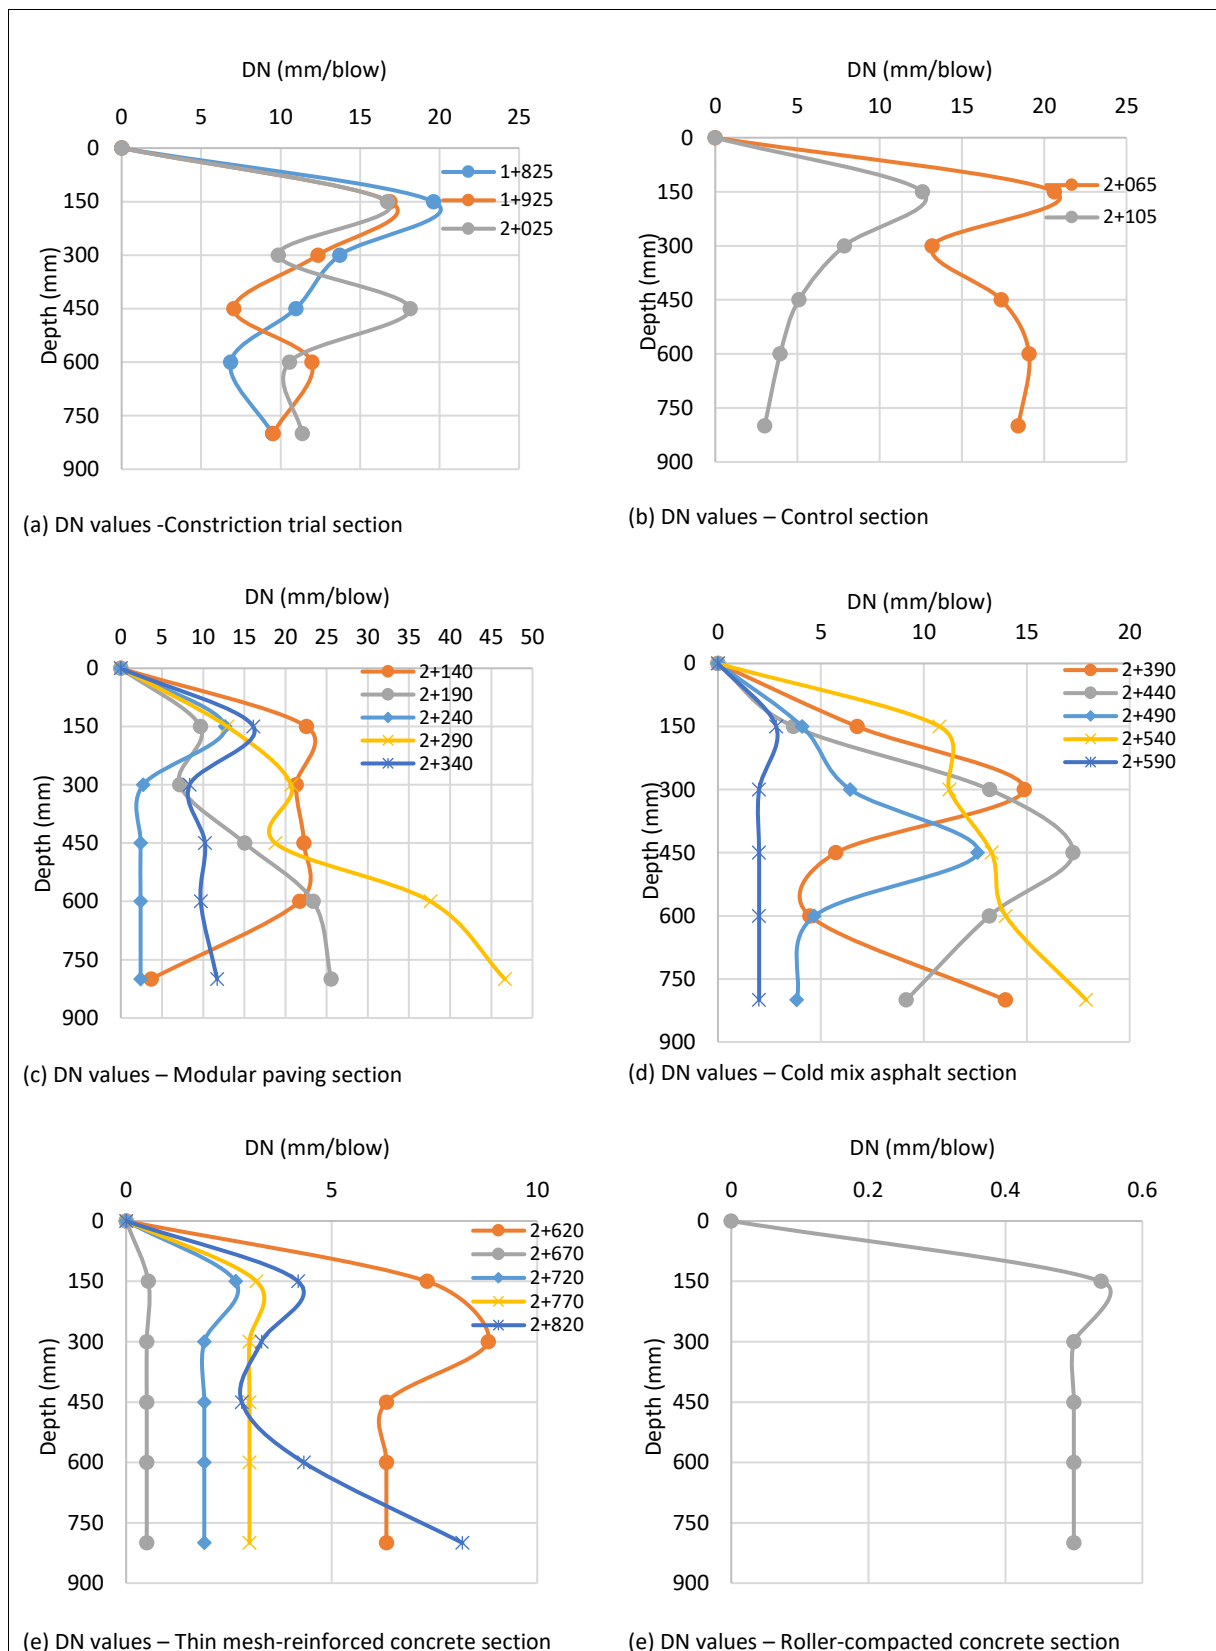 DN (mm/blow)
0 5 10 15 20 25
0
150
300
450
600
750
900
Depth (mm)
1+825
1+925
2+025
(a) DN values -Constriction trial section
DN (mm/blow)
0 5 10 15 20 25
0
150
300
450
600
750
900
Depth (mm)
2+065
2+105
(b) DN values – Control section
DN (mm/blow)
0 5 10 15 20 25 30 35 40 45 50
0
150
300
450
600
750
900
Depth (mm)
2+140
2+190
2+240
2+290
2+340
(c) DN values – Modular paving section
DN (mm/blow)
0 5 10 15 20
0
150
300
450
600
750
900
Depth (mm)
2+390
2+440
2+490
2+540
2+590
(d) DN values – Cold mix asphalt section
DN (mm/blow)
0 5 10
0
150
300
450
600
750
900
Depth (mm)
2+620
2+670
2+720
2+770
2+820
(e) DN values – Thin mesh-reinforced concrete section
DN (mm/blow)
0 0.2 0.4 0.6
0
150
300
450
600
750
900
Depth (mm)
(e) DN values – Roller-compacted concrete section